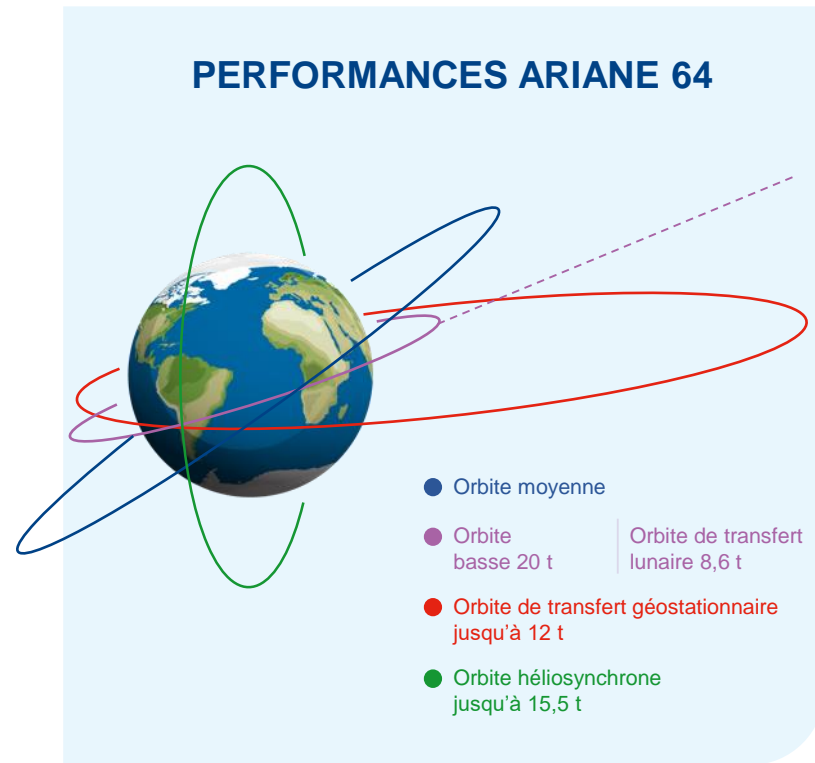 PERFORMANCES ARIANE 64
Orbite moyenne
Orbite
basse 20 t
Orbite de transfert
lunaire 8,6 t
Orbite de transfert géostationnaire
jusqu’à 12 t
Orbite héliosynchrone
jusqu’à 15,5 t